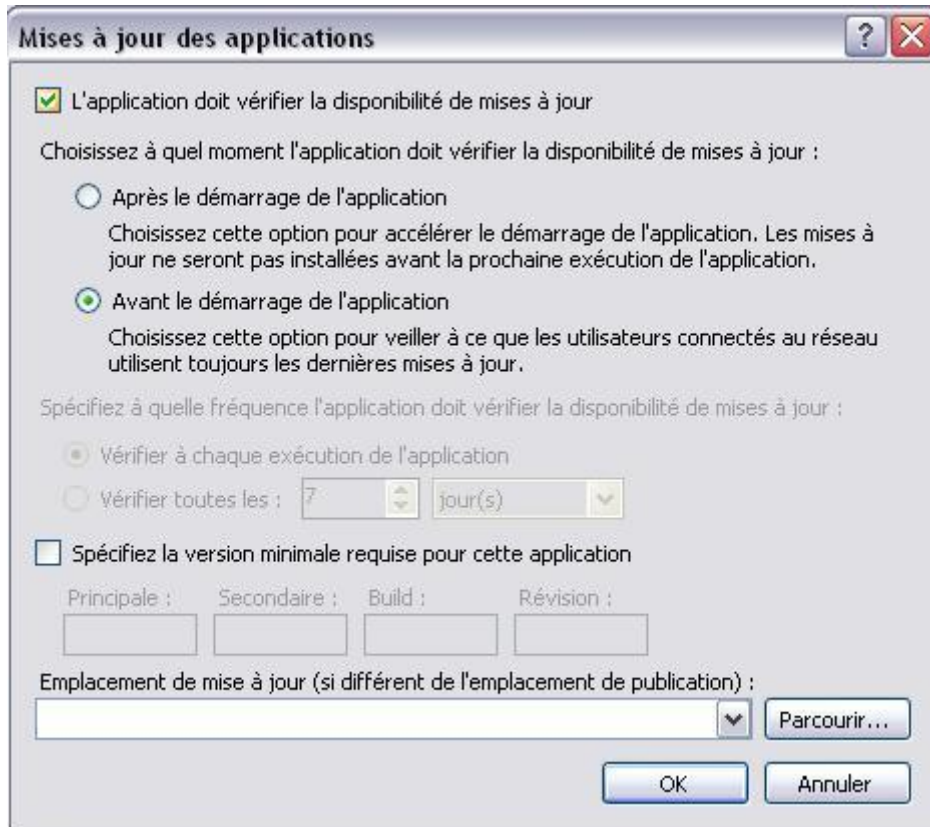 Mises à jour des applications
L'application doit vérifier la disponibilité de mises à jour
Choisissez à quel moment l'application doit vérifier la disponibilité de mises à jour :
Après le démarrage de l'application
Choisissez cette option pour accélérer le démarrage de l'application. Les mises à
jour ne seront pas installées avant la prochaine exécution de l'application.
Avant le démarrage de l'application
Choisissez cette option pour veiller à ce que les utilisateurs connectés au réseau
utilisent toujours les dernières mises à jour.
Spécifiez à quelle fréquence l'application doit vérifier la disponibilité de mises à jour :
Vérifier à chaque exécution de l'application
Vérifier toutes les : 7 jour(s)
Spécifiez la version minimale requise pour cette application
Principale : Secondaire : Build : Révision :
Emplacement de mise à jour (si différent de l'emplacement de publication) :
Parcourir...
OK Annuler